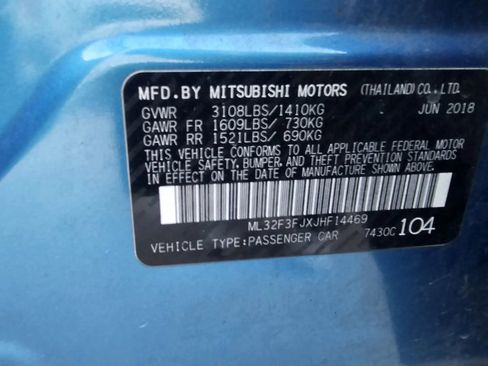 MFD.BY MITSUBISHI MOTORS (THAILAND)CO.,LTD.
GVWR 3108LBS/1410KG JUN 2018
GAWR FR 1609LBS/ 730KG
GAWR RR 1521LBS/ 690KG
THIS VEHICLE CONFORMS TO ALL APPLICABLE FEDERAL MOTOR
VEHICLE SAFETY, BUMPER, AND THEFT PREVENTION STANDARDS
IN EFFECT ON THE DATE OF MANUFACTURE SHOWN ABOVE.
ML32F3FJXJHF14469
VEHICLE TYPE:PASSENGER CAR 7430C 104